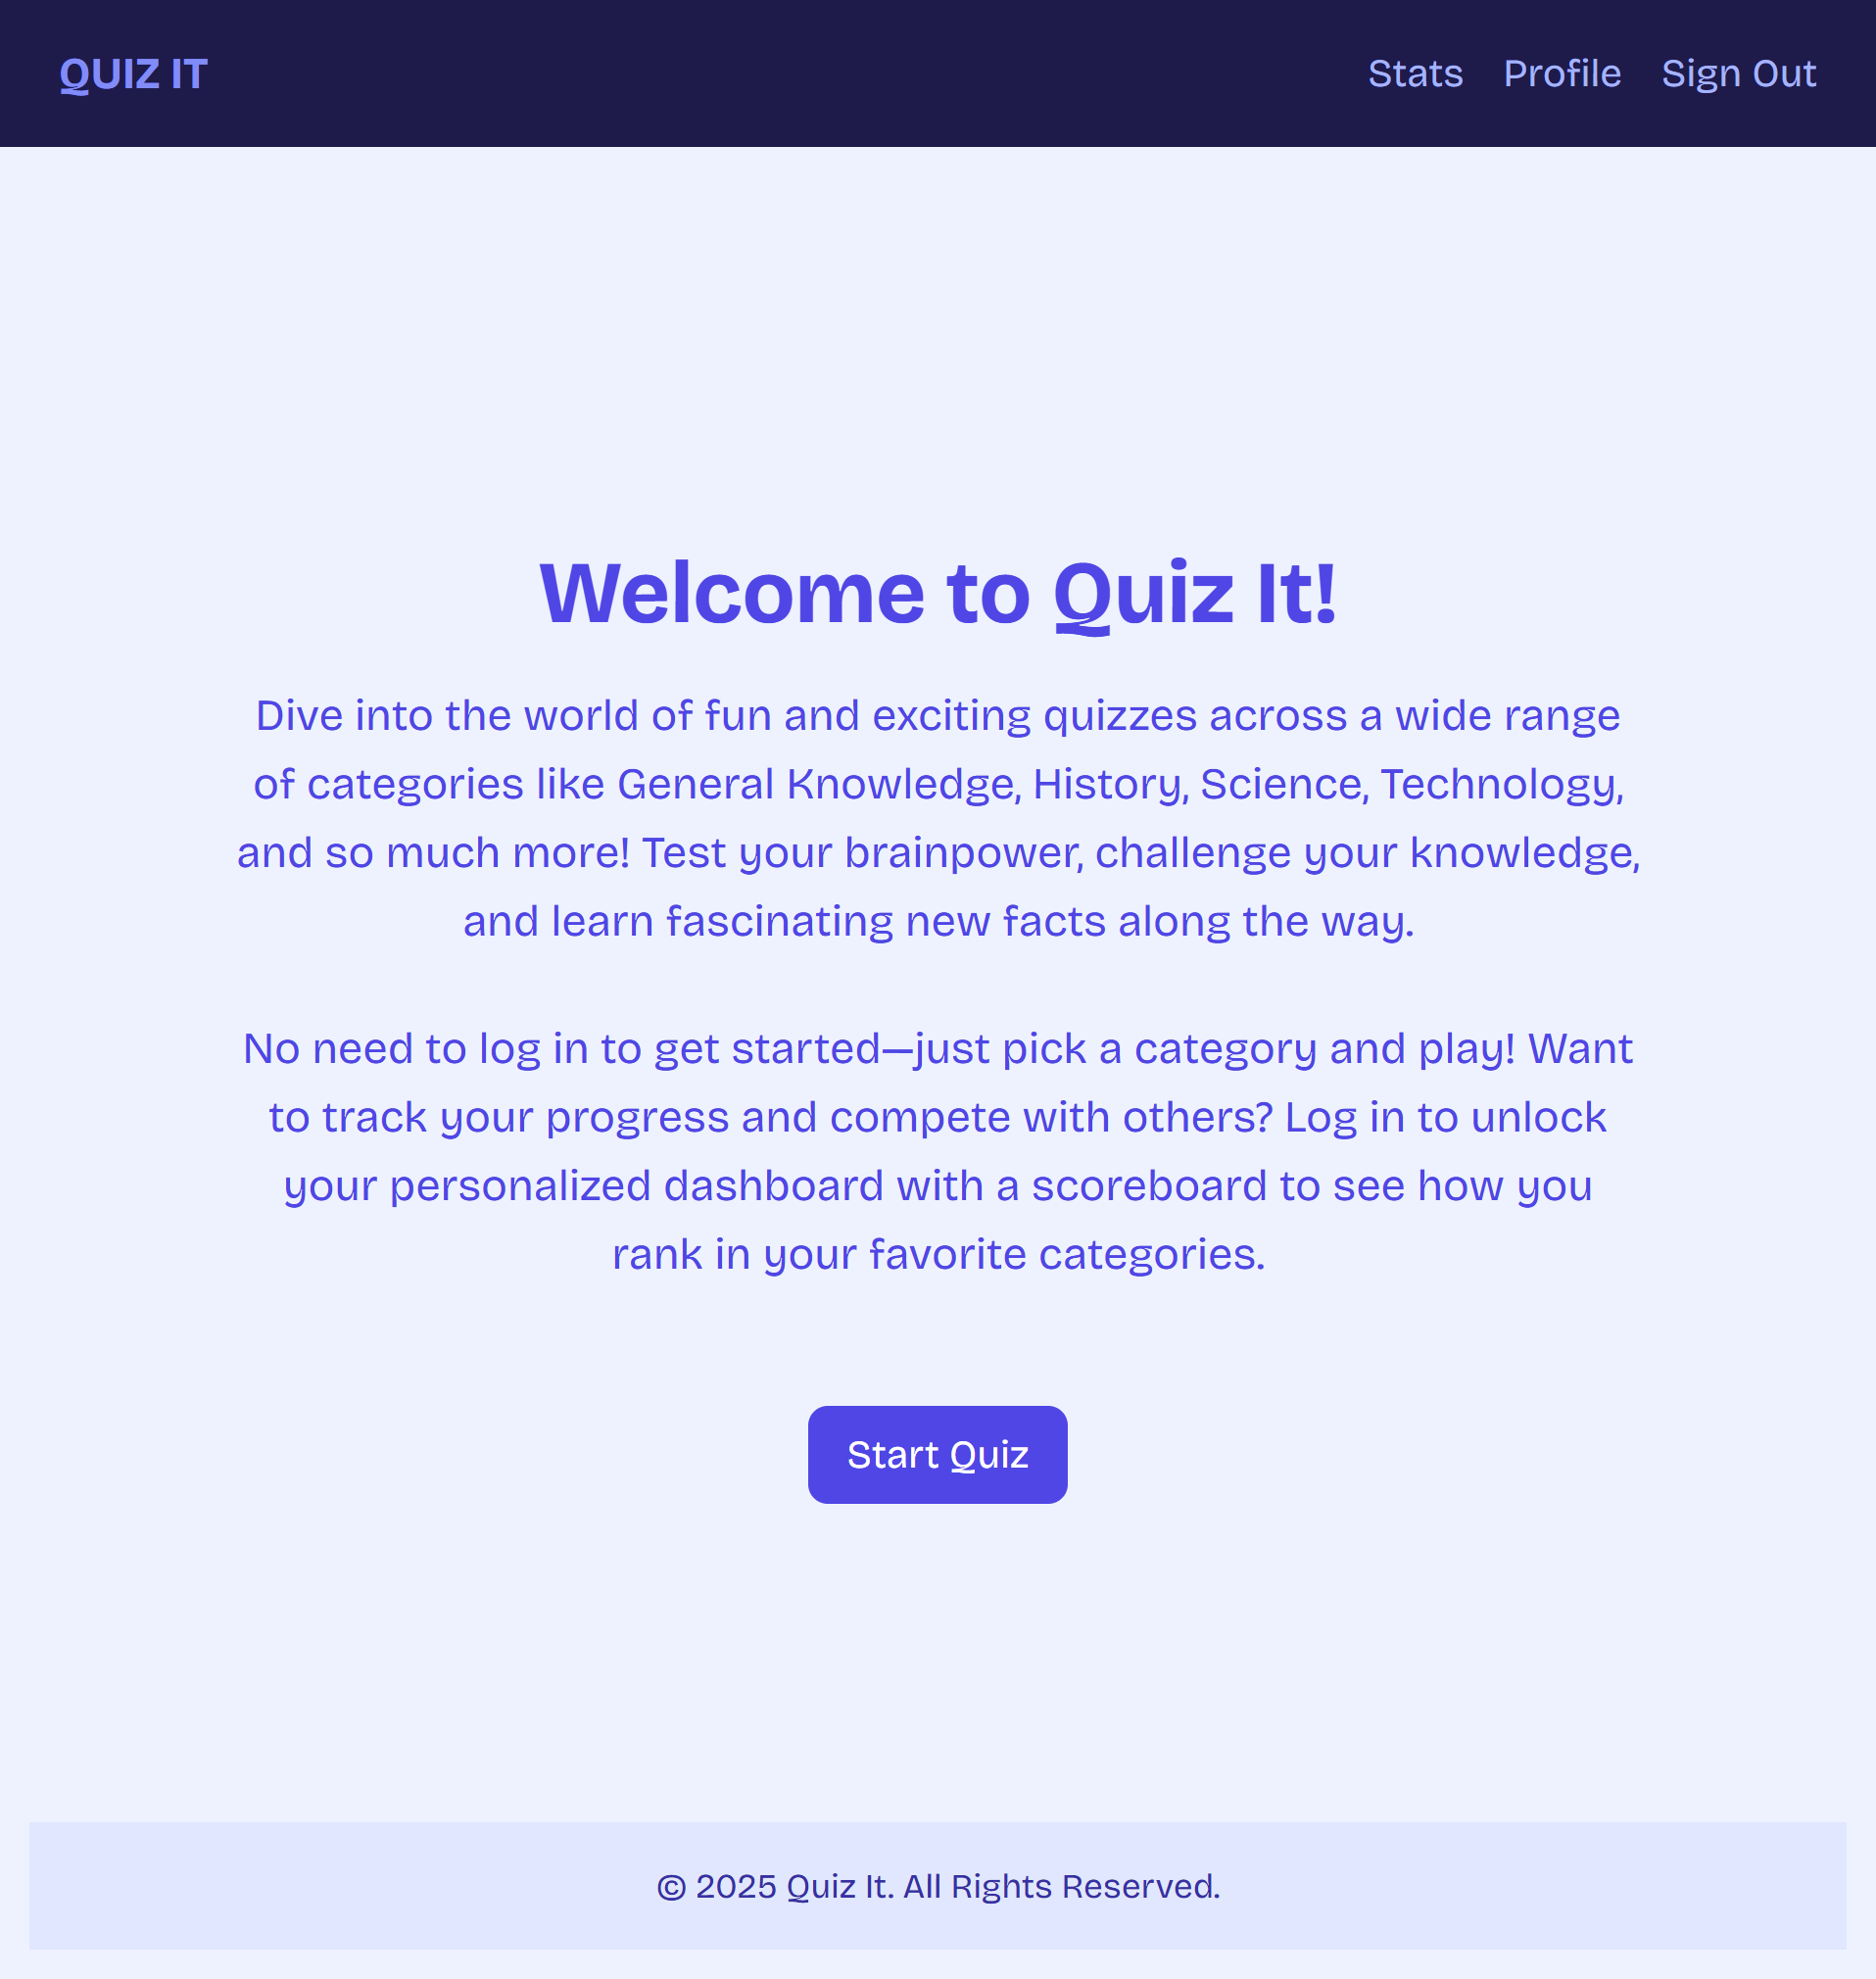 QUIZ IT
Stats Profile Sign Out
Welcome to Quiz It!
Dive into the world of fun and exciting quizzes across a wide range
of categories like General Knowledge, History, Science, Technology,
and so much more! Test your brainpower, challenge your knowledge,
and learn fascinating new facts along the way.
No need to log in to get started—just pick a category and play! Want
to track your progress and compete with others? Log in to unlock
your personalized dashboard with a scoreboard to see how you
rank in your favorite categories.
Start Quiz
© 2025 Quiz It. All Rights Reserved.